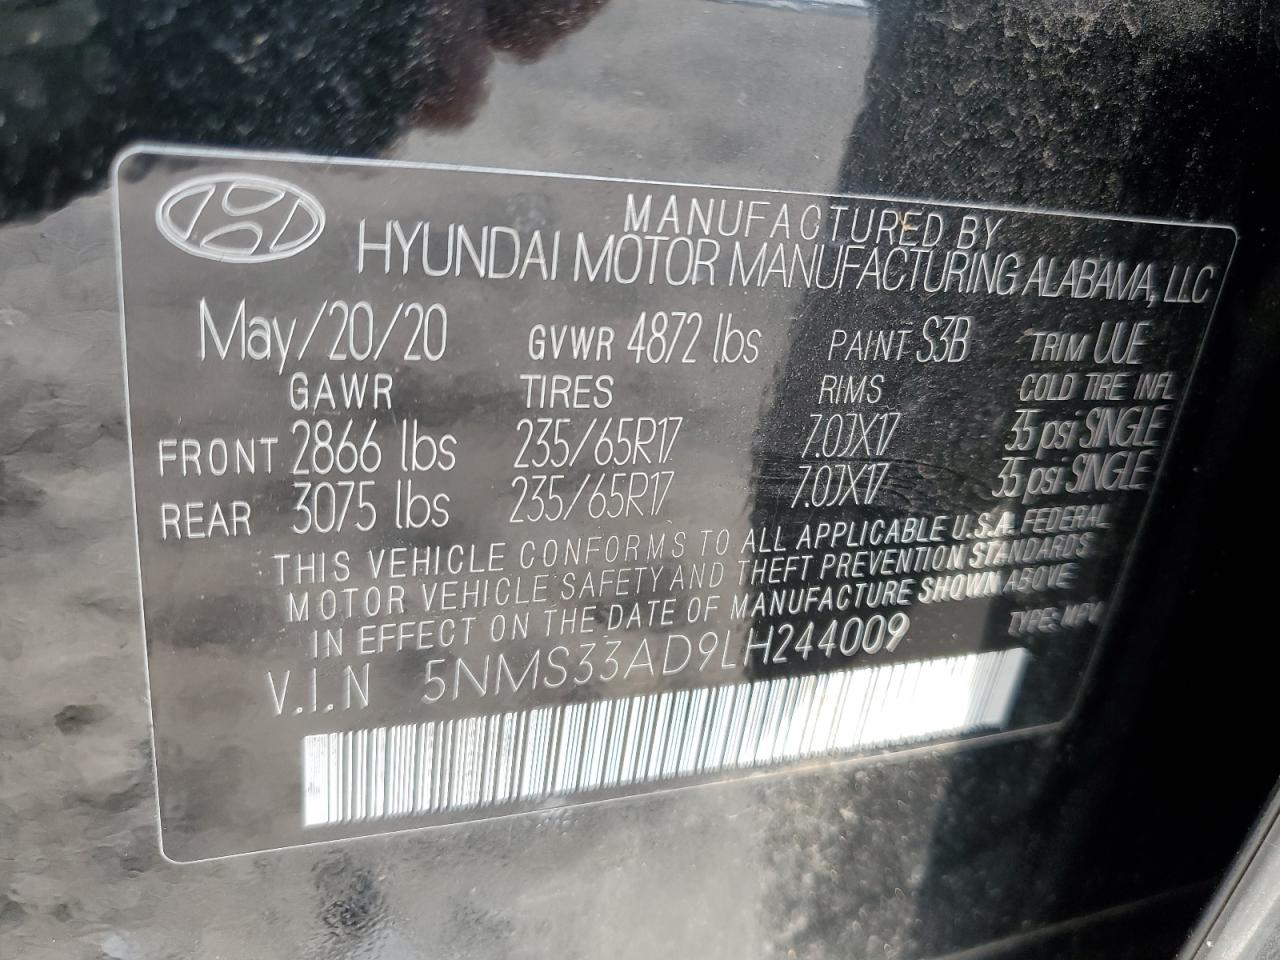 MANUFACTURED BY
HYUNDAI MOTOR MANUFACTURING ALABAMA, LLC
May/20/20 GVWR 4872 lbs PAINT S3B TRIM UUE
GAWR TIRES RIMS COLD TIRE INFL
FRONT 2866 lbs 235/65R17 7.0JX17 35 psi SINGLE
REAR 3075 lbs 235/65R17 7.0JX17 35 psi SINGLE
THIS VEHICLE CONFORMS TO ALL APPLICABLE U.S.A. FEDERAL
MOTOR VEHICLE SAFETY AND THEFT PREVENTION STANDARDS
IN EFFECT ON THE DATE OF MANUFACTURE SHOWN ABOVE
V.I.N 5NMS33AD9LH244009 TYPE: MPV